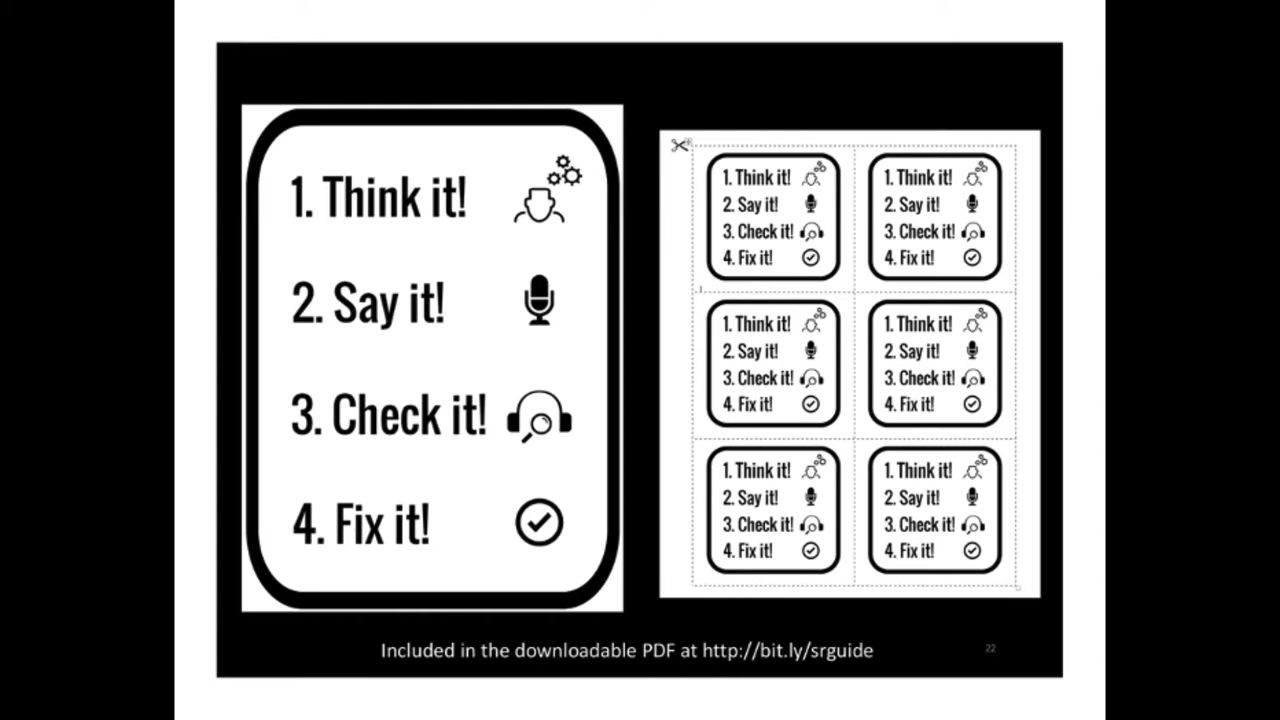 1. Think it!
2. Say it!
3. Check it!
4. Fix it!
1. Think it!
2. Say it!
3. Check it!
4. Fix it!
1. Think it!
2. Say it!
3. Check it!
4. Fix it!
1. Think it!
2. Say it!
3. Check it!
4. Fix it!
1. Think it!
2. Say it!
3. Check it!
4. Fix it!
1. Think it!
2. Say it!
3. Check it!
4. Fix it!
1. Think it!
2. Say it!
3. Check it!
4. Fix it!
Included in the downloadable PDF at http://bit.ly/srguide
22